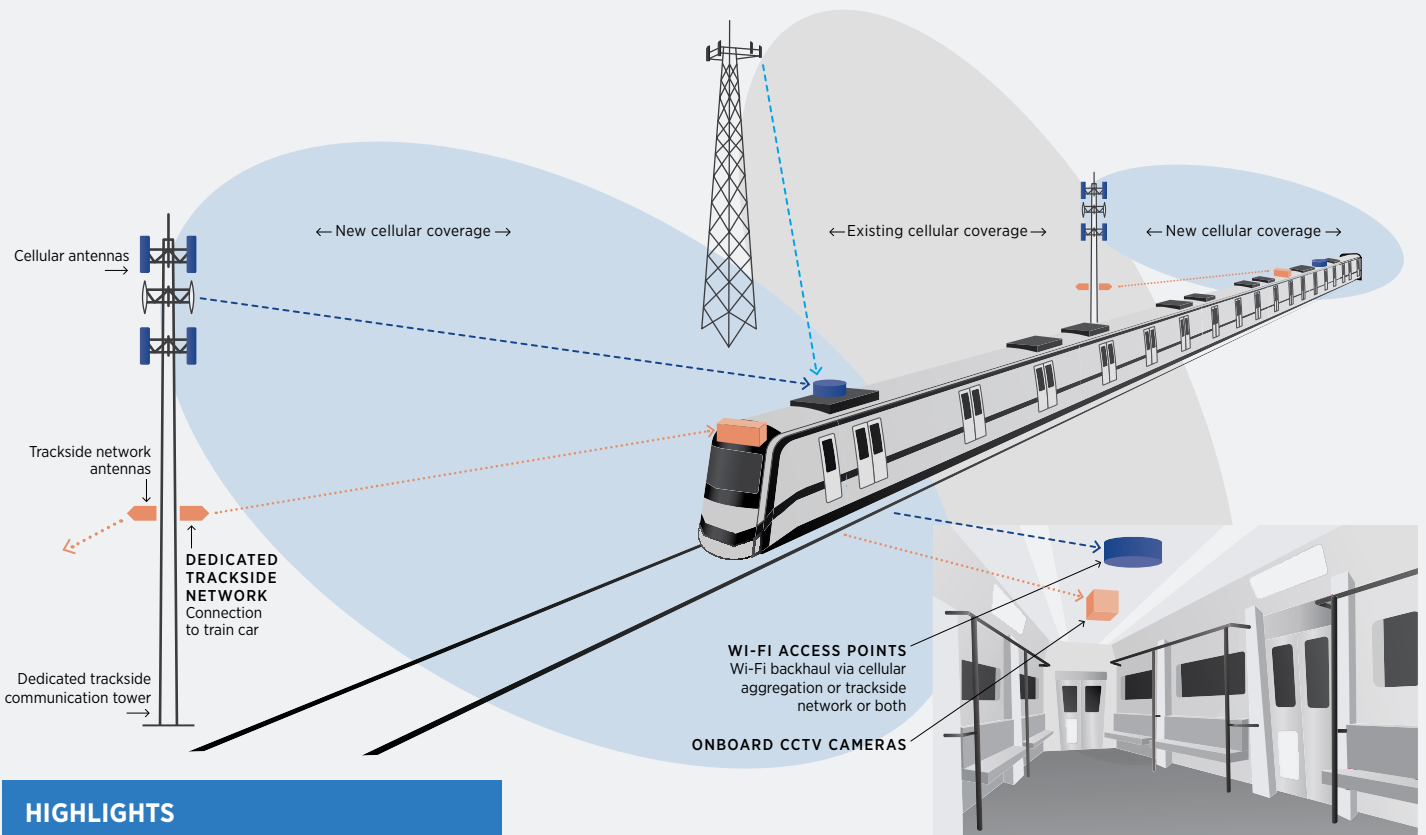 ← New cellular coverage →
← Existing cellular coverage →
← New cellular coverage →
Cellular antennas
Trackside network
antennas
DEDICATED
TRACKSIDE
NETWORK
Connection
to train car
Dedicated trackside
communication tower
WI-FI ACCESS POINTS
Wi-Fi backhaul via cellular
aggregation or trackside
network or both
ONBOARD CCTV CAMERAS
HIGHLIGHTS